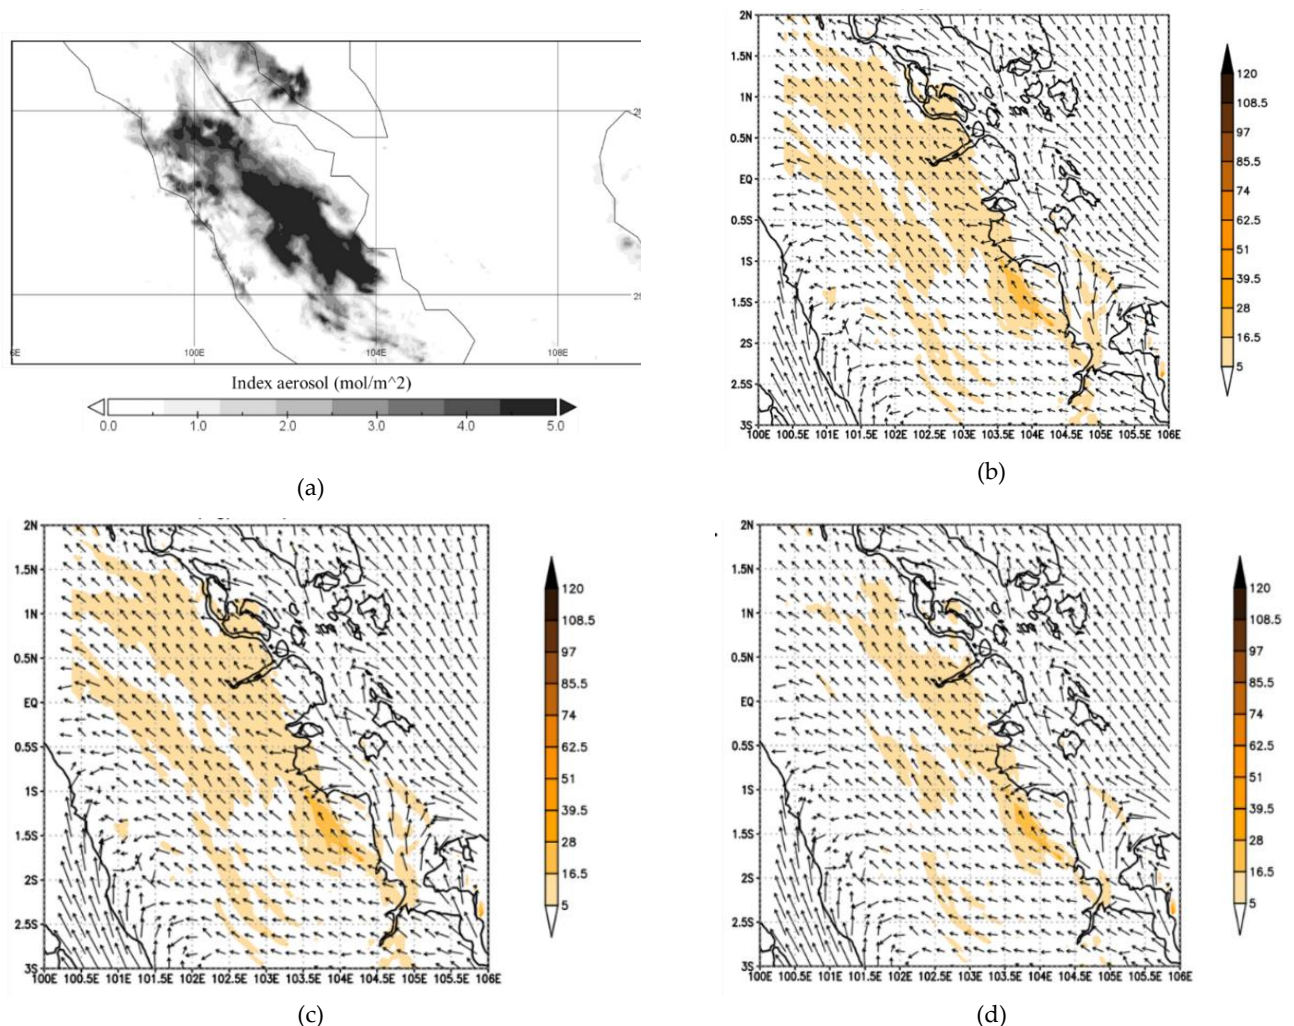 2
2
6E 100E 104E 108E
Index aerosol (mol/m^2)
0.0 1.0 2.0 3.0 4.0 5.0
(a)
2N
1.5N
1N
0.5N
EQ
0.5S
1S
1.5S
2S
2.5S
3S
100E 100.5E 101E 101.5E 102E 102.5E 103E 103.5E 104E 104.5E 105E 105.5E 106E
120
108.5
97
85.5
74
62.5
51
39.5
28
16.5
5
(b)
2N
1.5N
1N
0.5N
EQ
0.5S
1S
1.5S
2S
2.5S
3S
100E 100.5E 101E 101.5E 102E 102.5E 103E 103.5E 104E 104.5E 105E 105.5E 106E
120
108.5
97
85.5
74
62.5
51
39.5
28
16.5
5
(c)
2N
1.5N
1N
0.5N
EQ
0.5S
1S
1.5S
2S
2.5S
3S
100E 100.5E 101E 101.5E 102E 102.5E 103E 103.5E 104E 104.5E 105E 105.5E 106E
120
108.5
97
85.5
74
62.5
51
39.5
28
16.5
5
(d)